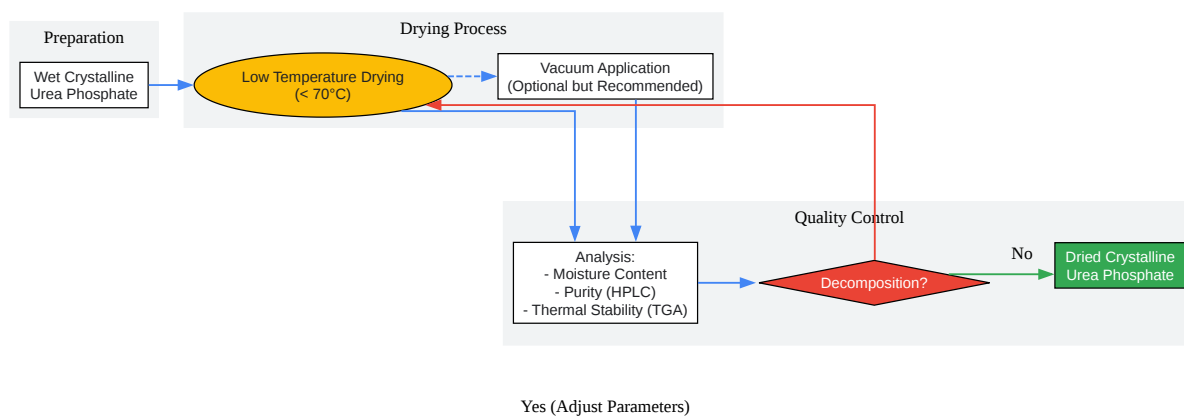 Preparation
Drying Process
Wet Crystalline
Urea Phosphate
Low Temperature Drying
(< 70°C)
Vacuum Application
(Optional but Recommended)
Quality Control
Analysis:
- Moisture Content
- Purity (HPLC)
- Thermal Stability (TGA)
Decomposition?
No
Dried Crystalline
Urea Phosphate
Yes (Adjust Parameters)